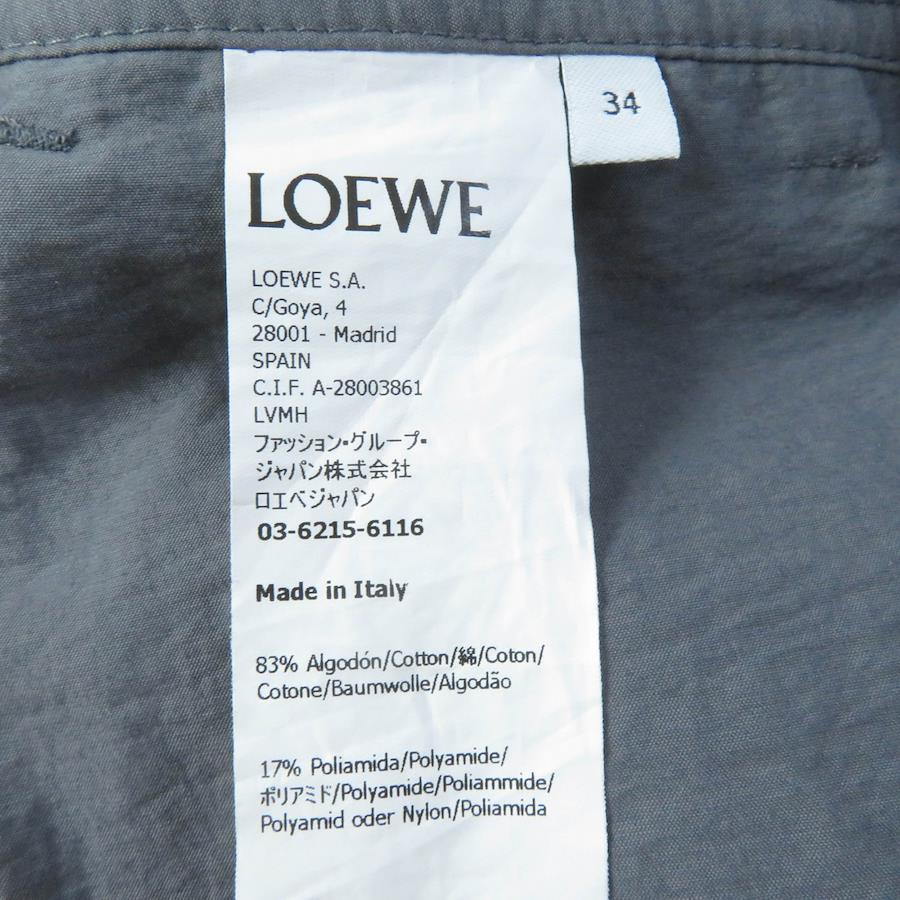 34
LOEWE
LOEWE S.A.
C/Goya, 4
28001 - Madrid
SPAIN
C.I.F. A-28003861
LVMH
ファッション・グループ・
ジャパン株式会社
ロエベジャパン
03-6215-6116
Made in Italy
83% Algodón/Cotton/綿/Coton/
Cotone/Baumwolle/Algodão
17% Poliamida/Polyamide/
ポリアミド/Polyamide/Poliammide/
Polyamid oder Nylon/Poliamida